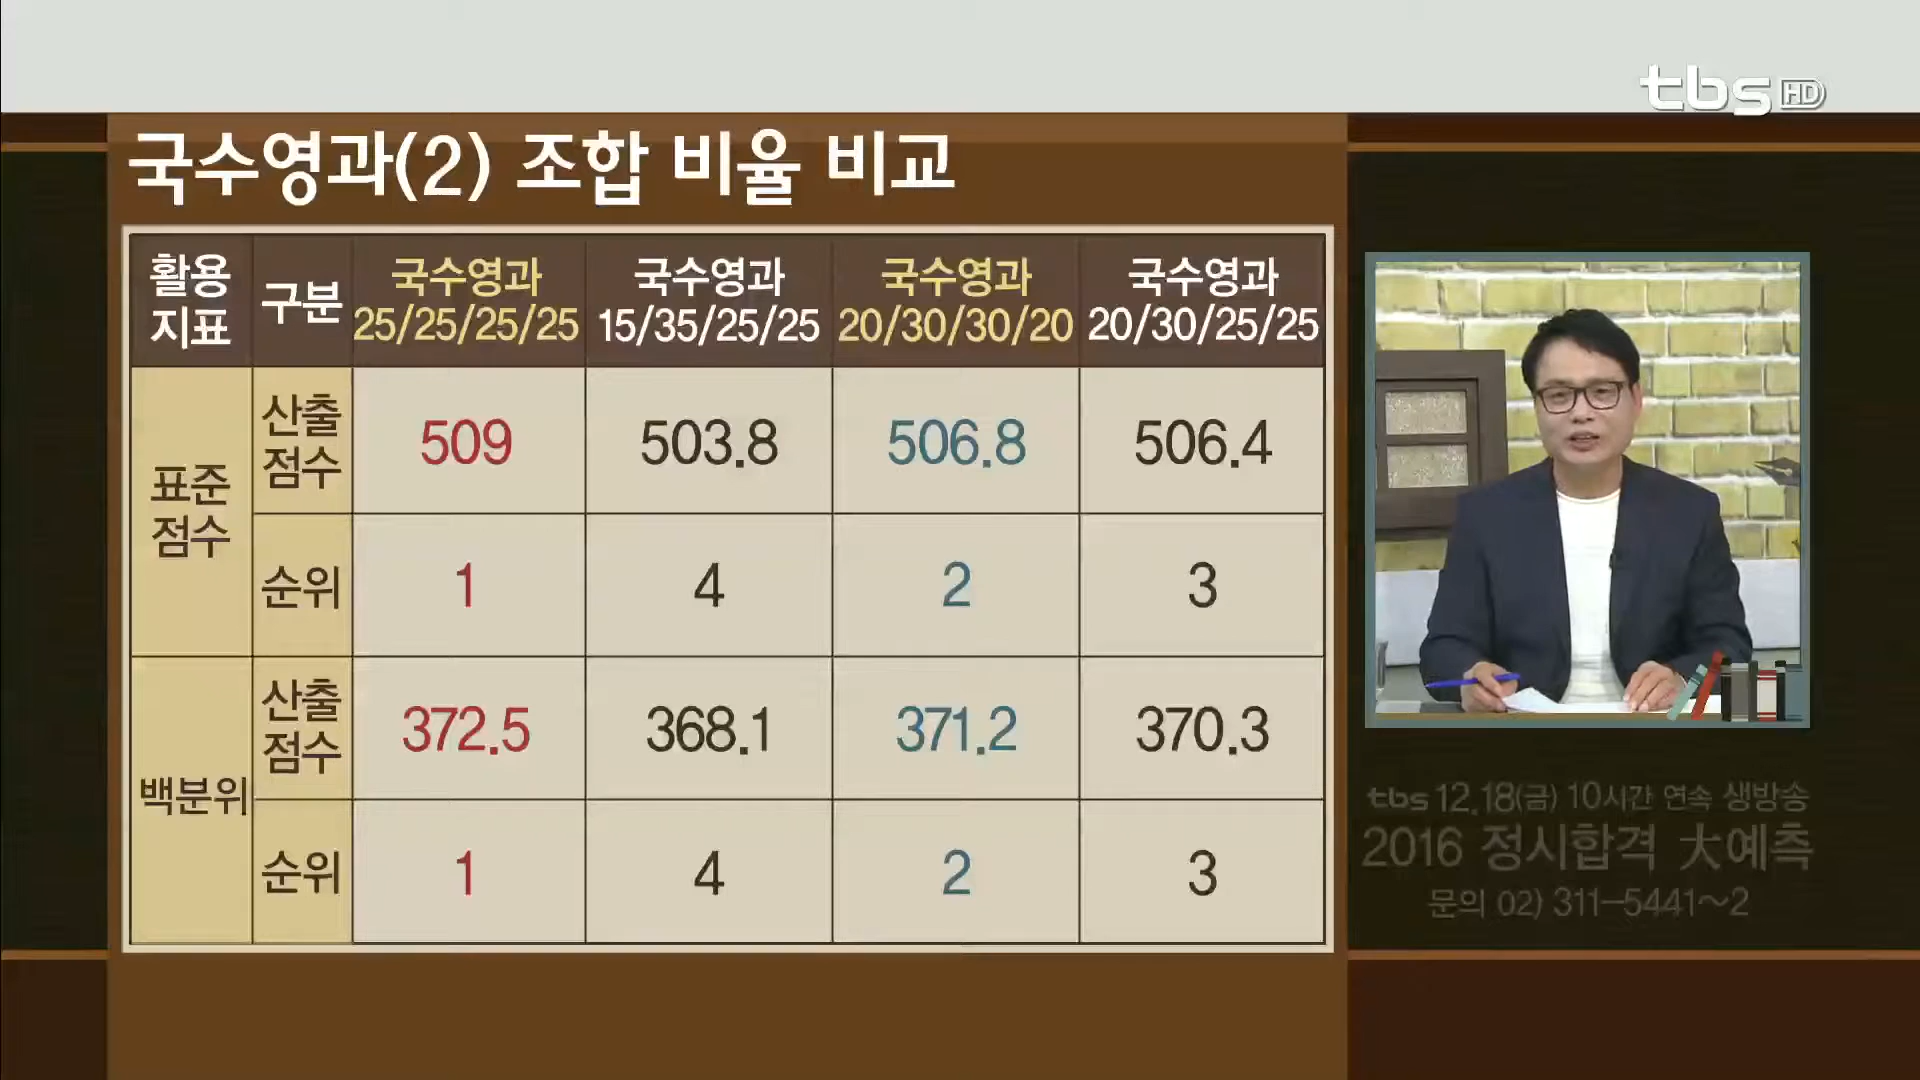 tbs HD
국수영과(2) 조합 비율 비교
활용 지표 구분 국수영과 25/25/25/25 국수영과 15/35/25/25 국수영과 20/30/30/20 국수영과 20/30/25/25
표준 점수 산출 점수 509 503.8 506.8 506.4
순위 1 4 2 3
백분위 산출 점수 372.5 368.1 371.2 370.3
순위 1 4 2 3
tbs 12.18(금) 10시간 연속 생방송
2016 정시합격 大예측
문의 02) 311-5441~2